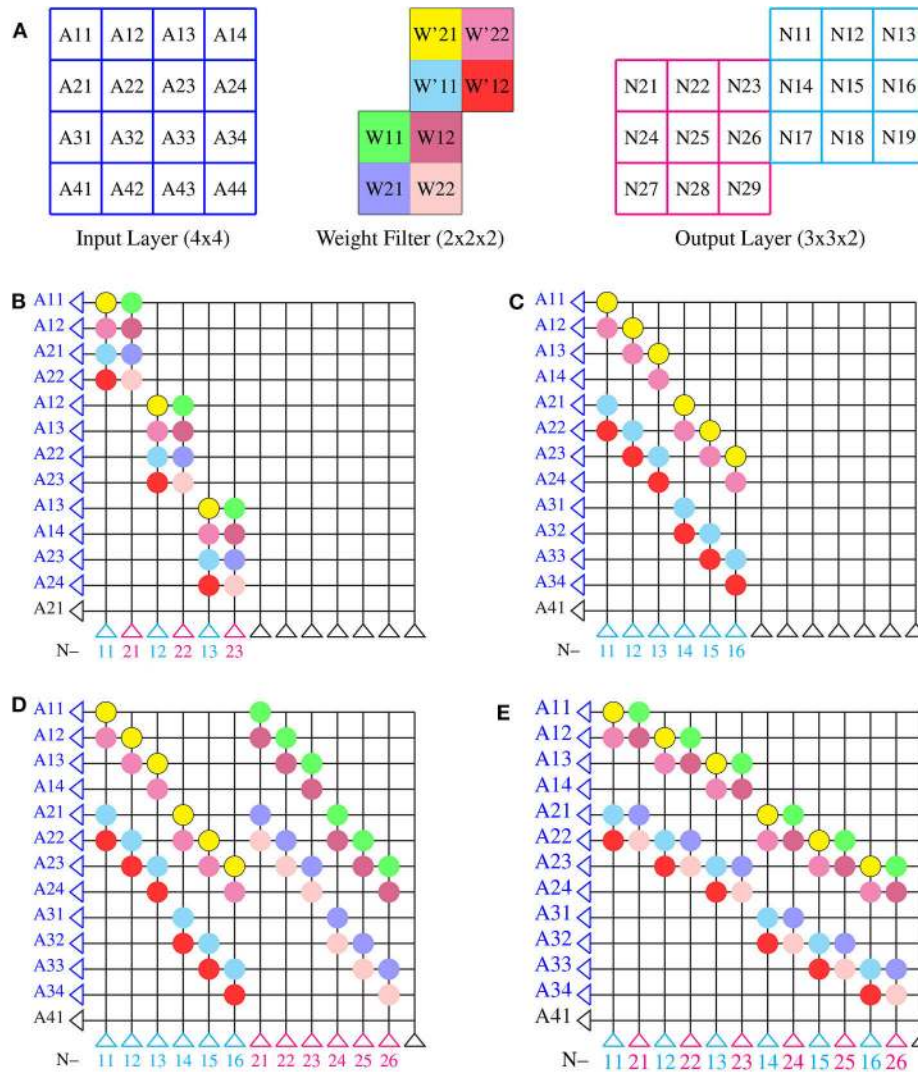 A
A11 A12 A13 A14
A21 A22 A23 A24
A31 A32 A33 A34
A41 A42 A43 A44
Input Layer (4x4)
W'21 W'22
W'11 W'12
W11 W12
W21 W22
Weight Filter (2x2x2)
N11 N12 N13
N21 N22 N23 N14 N15 N16
N24 N25 N26 N17 N18 N19
N27 N28 N29
Output Layer (3x3x2)
B
A11
A12
A21
A22
A12
A13
A22
A23
A13
A14
A23
A24
A21
N– 11 21 12 22 13 23
C
A11
A12
A13
A14
A21
A22
A23
A24
A31
A32
A33
A34
A41
N– 11 12 13 14 15 16
D
A11
A12
A13
A14
A21
A22
A23
A24
A31
A32
A33
A34
A41
N– 11 12 13 14 15 16 21 22 23 24 25 26
E
A11
A12
A13
A14
A21
A22
A23
A24
A31
A32
A33
A34
A41
N– 11 21 12 22 13 23 14 24 15 25 16 26